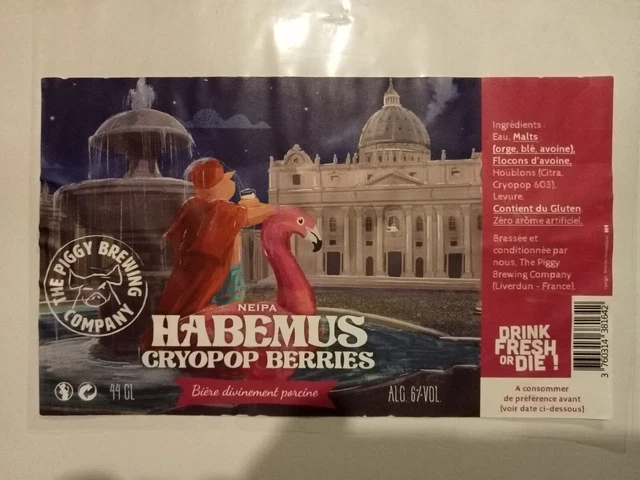 THE PIGGY BREWING
COMPANY
NEIPA
HABEMUS
CRYOPOP BERRIES
Bière divinement porcine
44 CL
ALC. 6%VOL.
Ingrédients :
Eau, Malts
(orge, blé, avoine),
Flocons d'avoine,
Houblons (Citra,
Cryopop 803),
Levure.
Contient du Gluten.
Zéro arôme artificiel.
Brassée et
conditionnée par
nous, The Piggy
Brewing Company
(Liverdun - France).
DRINK
FRESH
OR DIE !
3 760314 381642
A consommer
de préférence avant
(voir date ci-dessous)